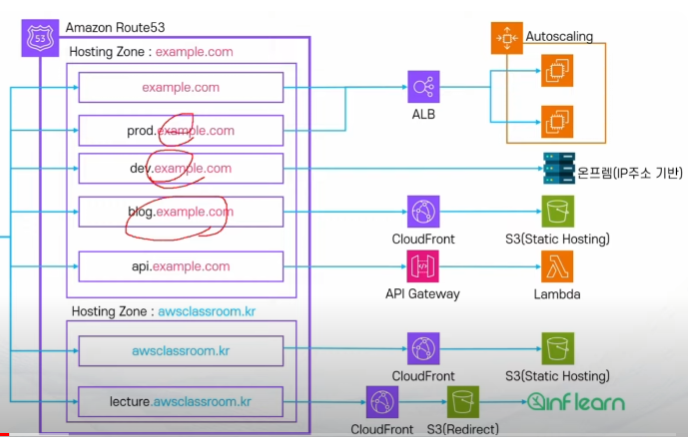 Amazon Route53
53
Hosting Zone : example.com
example.com
prod.example.com
dev.example.com
blog.example.com
api.example.com
ALB
Autoscaling
온프렘(IP주소 기반)
CloudFront
S3(Static Hosting)
API Gateway
Lambda
Hosting Zone : awsclassroom.kr
awsclassroom.kr
CloudFront
S3(Static Hosting)
lecture.awsclassroom.kr
CloudFront
S3(Redirect)
inflearn